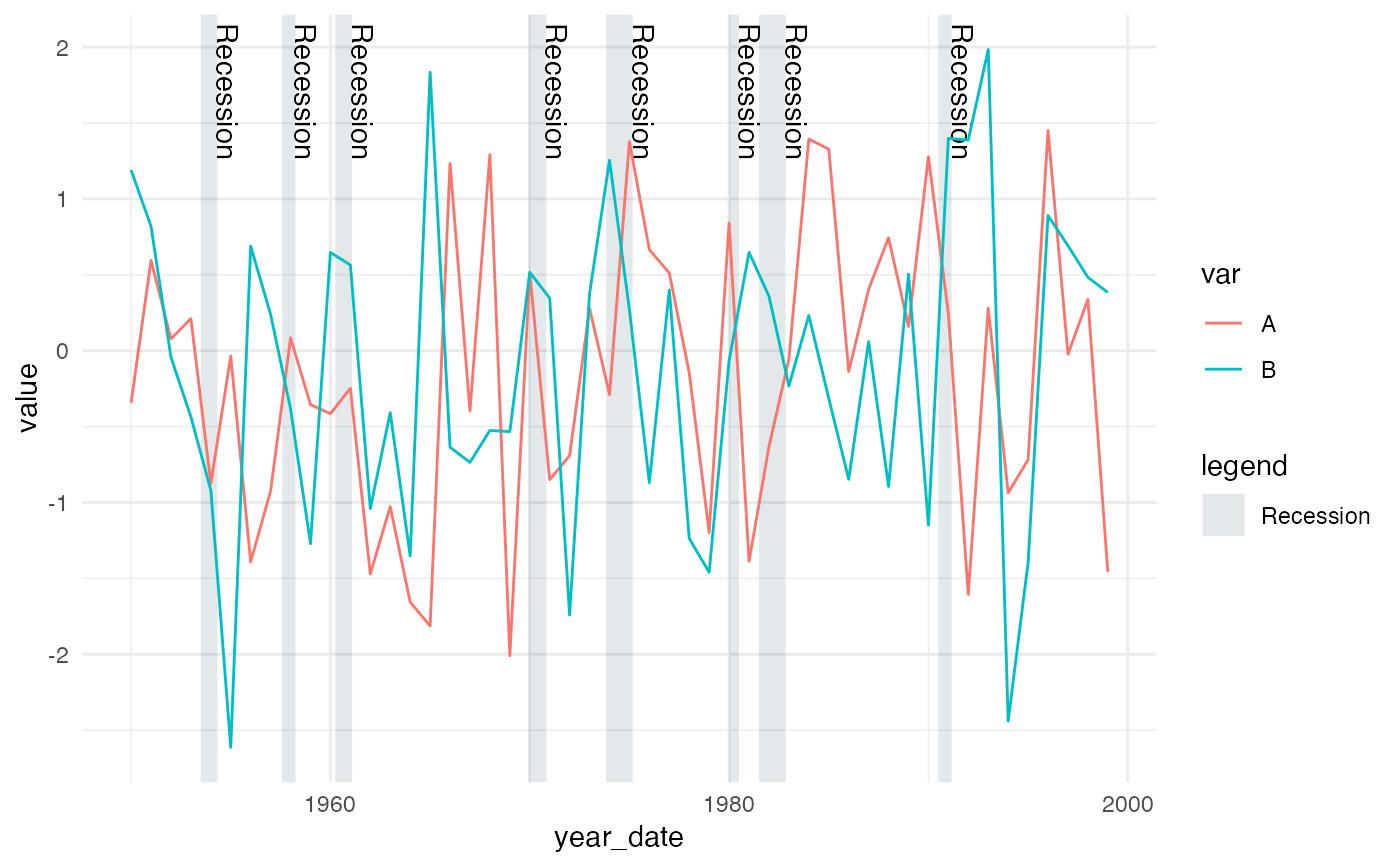 Recession
Recession
Recession
Recession
Recession
Recession
Recession
Recession
2
1
0
-1
-2
value
1960
1980
2000
year_date
var
A
B
legend
Recession